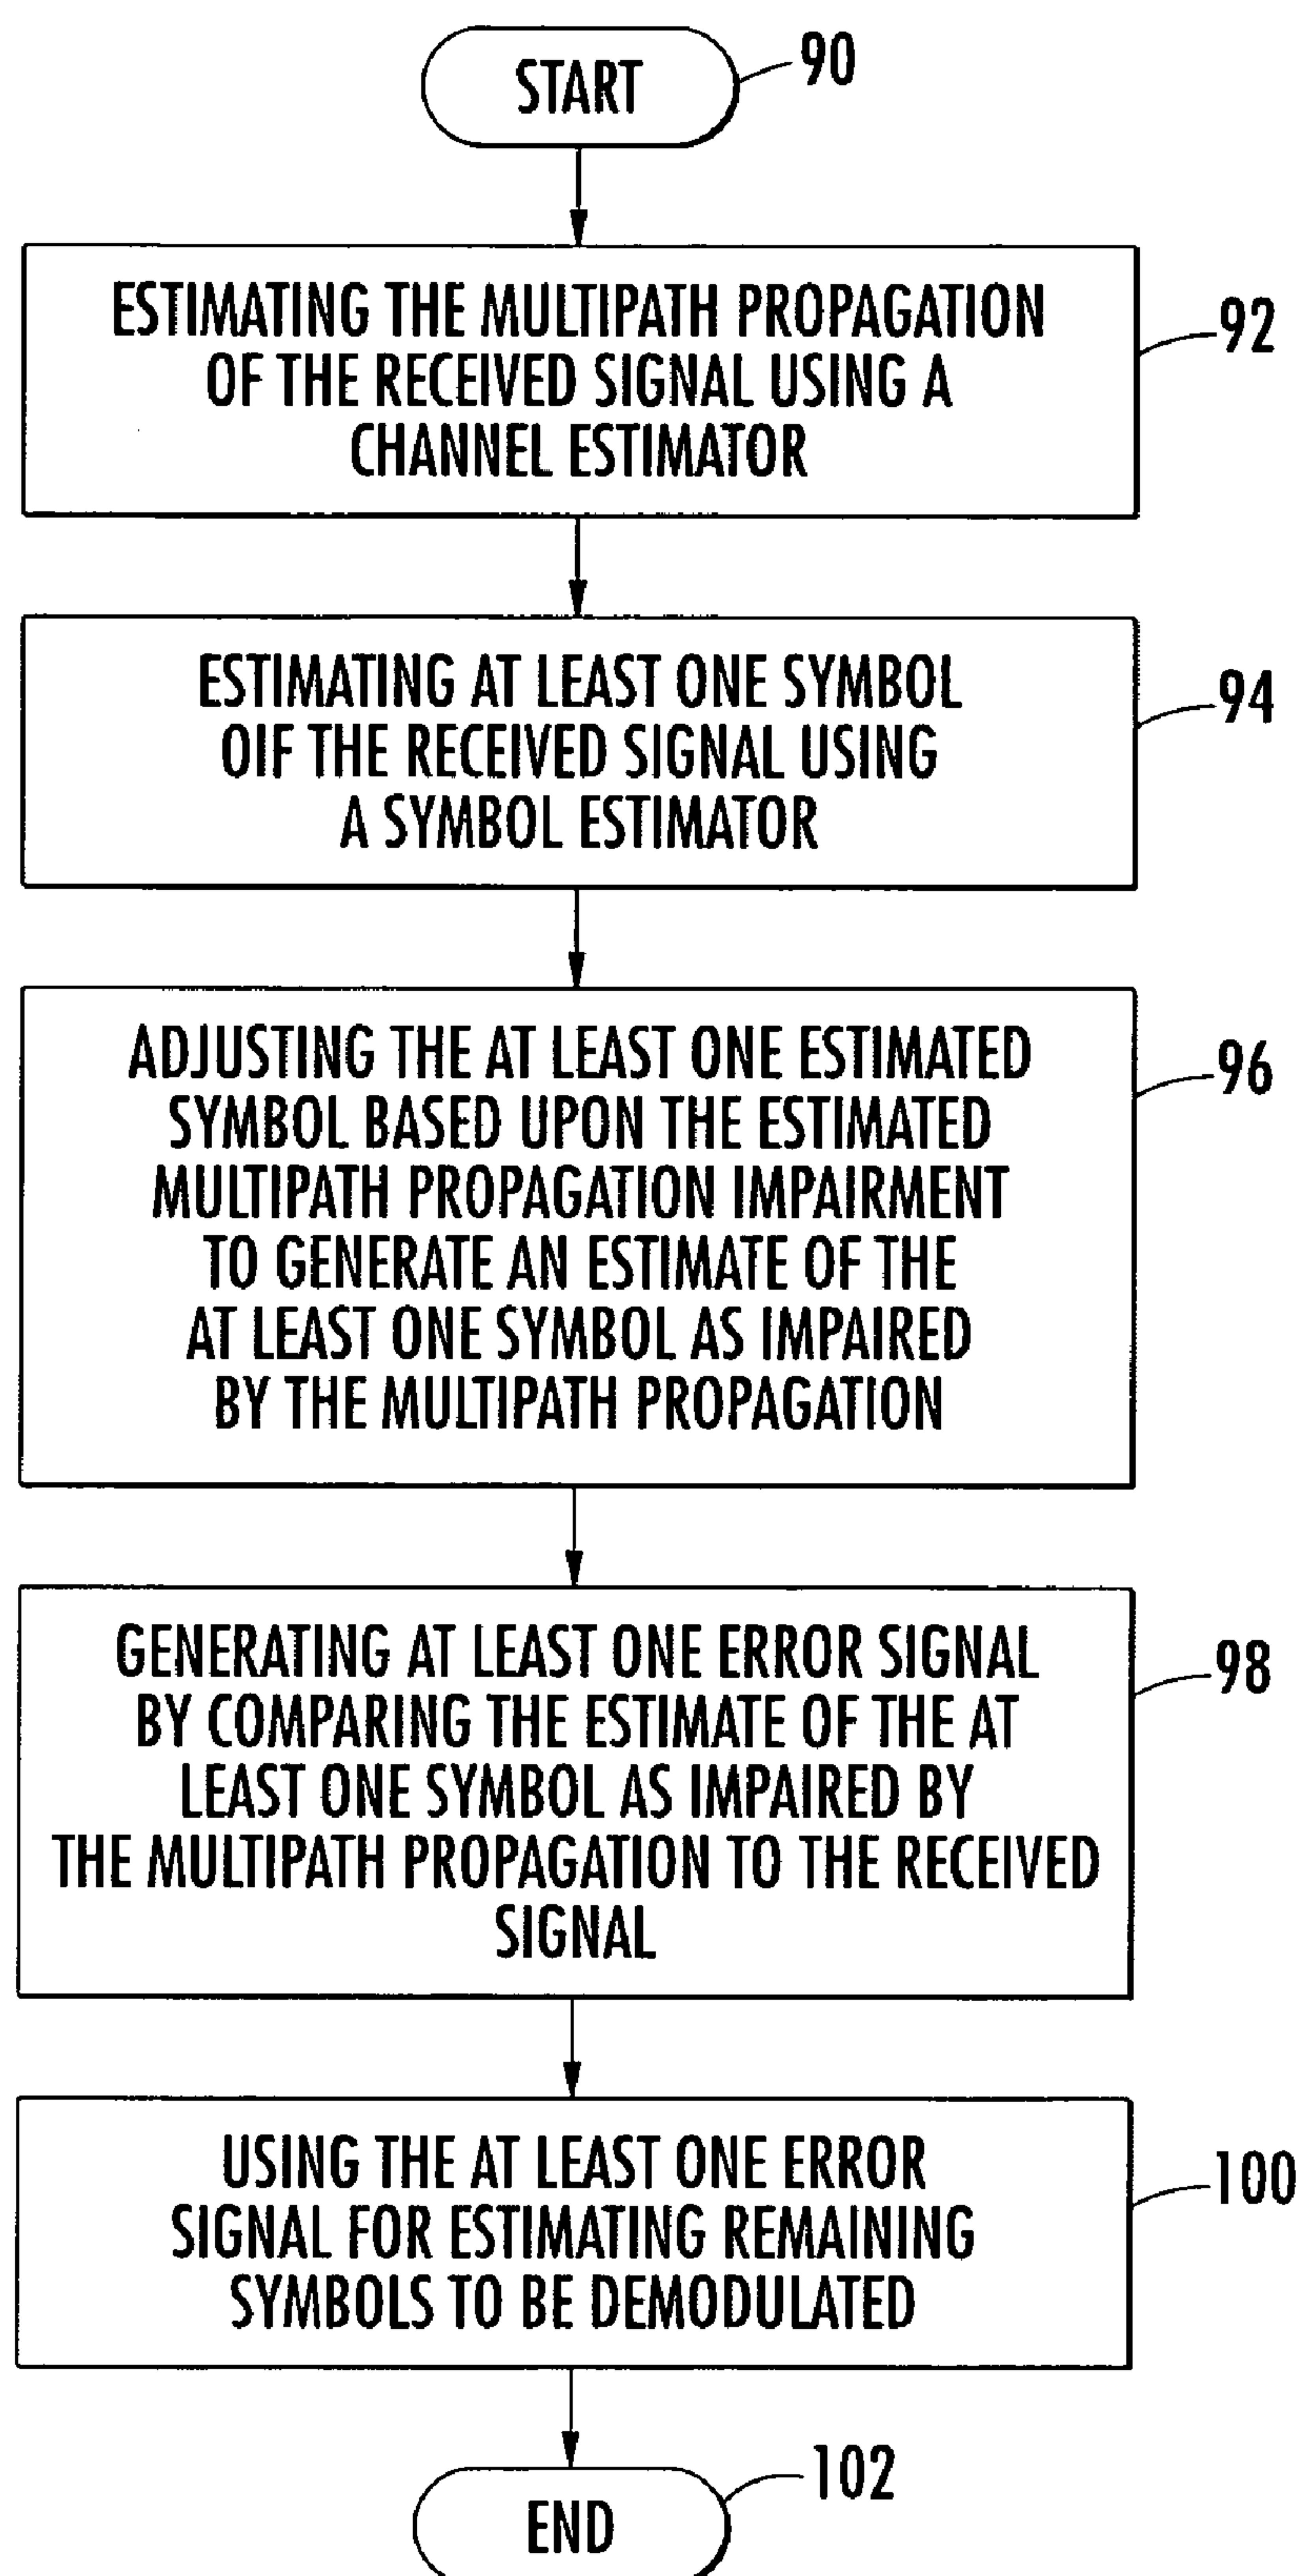 START
90
ESTIMATING THE MULTIPATH PROPAGATION
OF THE RECEIVED SIGNAL USING A
CHANNEL ESTIMATOR
92
ESTIMATING AT LEAST ONE SYMBOL
OIF THE RECEIVED SIGNAL USING
A SYMBOL ESTIMATOR
94
ADJUSTING THE AT LEAST ONE ESTIMATED
SYMBOL BASED UPON THE ESTIMATED
MULTIPATH PROPAGATION IMPAIRMENT
TO GENERATE AN ESTIMATE OF THE
AT LEAST ONE SYMBOL AS IMPAIRED
BY THE MULTIPATH PROPAGATION
96
GENERATING AT LEAST ONE ERROR SIGNAL
BY COMPARING THE ESTIMATE OF THE AT
LEAST ONE SYMBOL AS IMPAIRED BY
THE MULTIPATH PROPAGATION TO THE RECEIVED
SIGNAL
98
USING THE AT LEAST ONE ERROR
SIGNAL FOR ESTIMATING REMAINING
SYMBOLS TO BE DEMODULATED
100
END
102